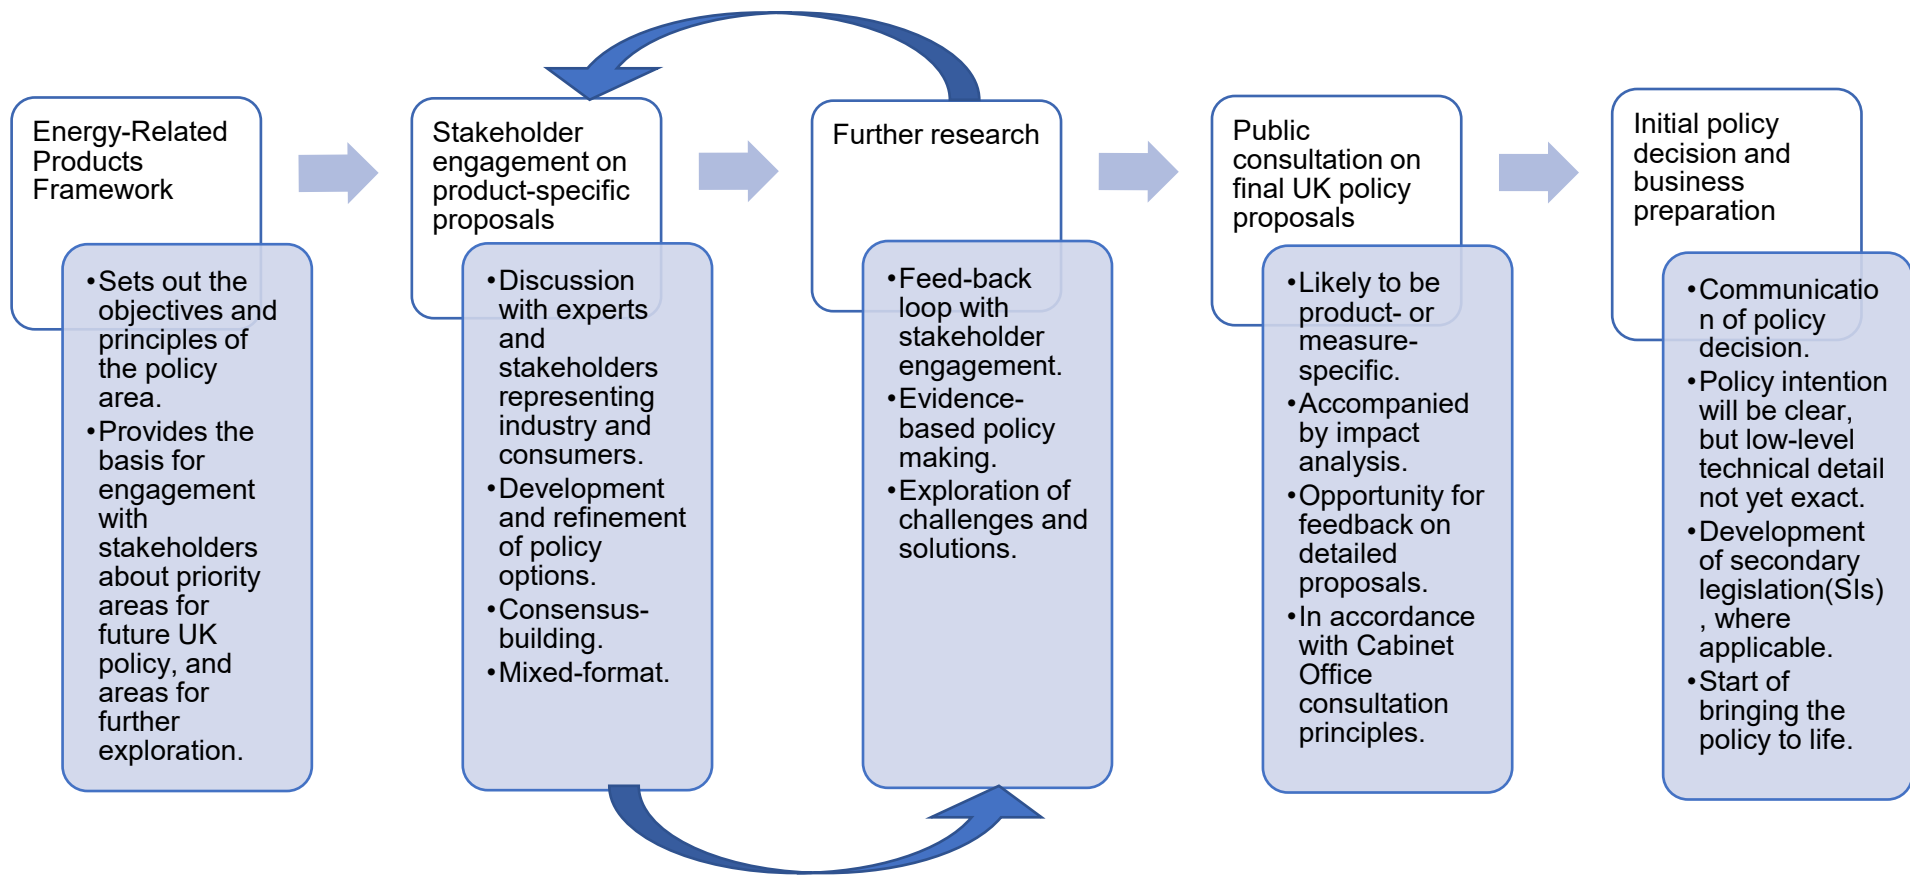 Energy-Related
Products
Framework
•Sets out the
objectives and
principles of
the policy
area.
•Provides the
basis for
engagement
with
stakeholders
about priority
areas for
future UK
policy, and
areas for
further
exploration.
Stakeholder
engagement on
product-specific
proposals
•Discussion
with experts
and
stakeholders
representing
industry and
consumers.
•Development
and refinement
of policy
options.
•Consensus-
building.
•Mixed-format.
Further research
•Feed-back
loop with
stakeholder
engagement.
•Evidence-
based policy
making.
•Exploration of
challenges and
solutions.
Public
consultation on
final UK policy
proposals
•Likely to be
product- or
measure-
specific.
•Accompanied
by impact
analysis.
•Opportunity for
feedback on
detailed
proposals.
•In accordance
with Cabinet
Office
consultation
principles.
Initial policy
decision and
business
preparation
•Communicatio
n of policy
decision.
•Policy intention
will be clear,
but low-level
technical detail
not yet exact.
•Development
of secondary
legislation(SIs)
, where
applicable.
•Start of
bringing the
policy to life.